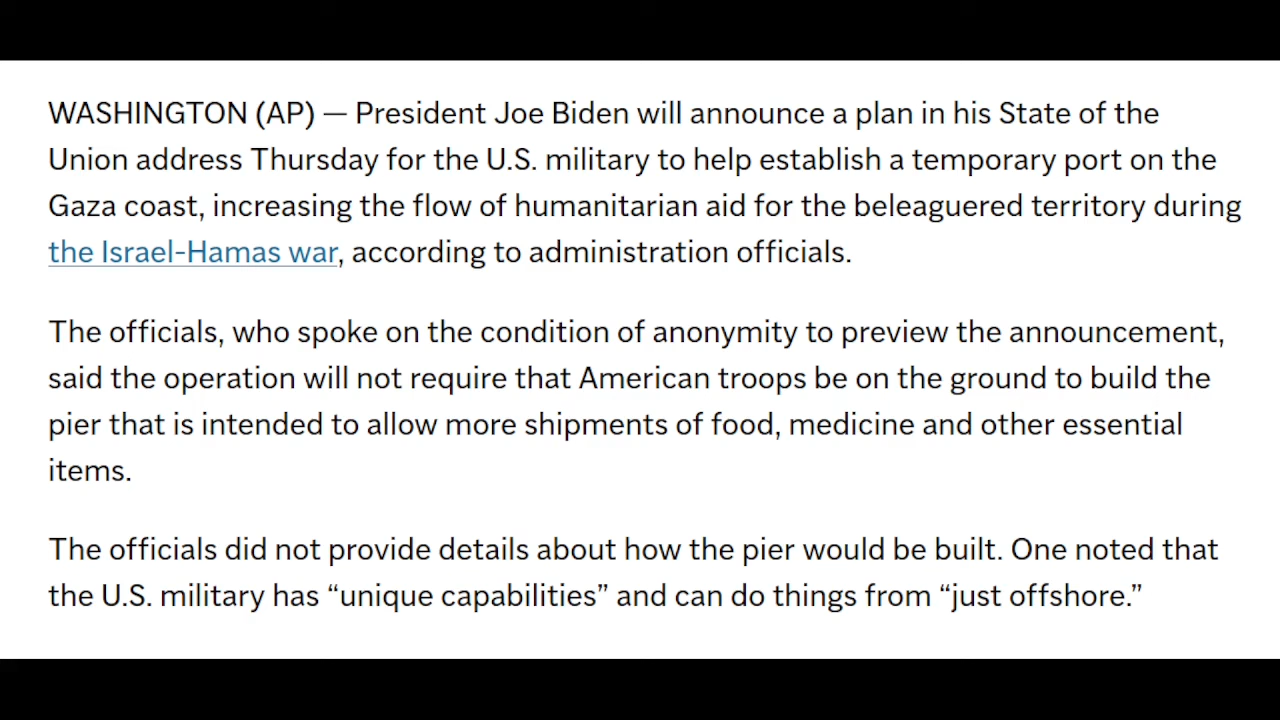 WASHINGTON (AP) — President Joe Biden will announce a plan in his State of the
Union address Thursday for the U.S. military to help establish a temporary port on the
Gaza coast, increasing the flow of humanitarian aid for the beleaguered territory during
the Israel-Hamas war, according to administration officials.
The officials, who spoke on the condition of anonymity to preview the announcement,
said the operation will not require that American troops be on the ground to build the
pier that is intended to allow more shipments of food, medicine and other essential
items.
The officials did not provide details about how the pier would be built. One noted that
the U.S. military has “unique capabilities” and can do things from “just offshore.”